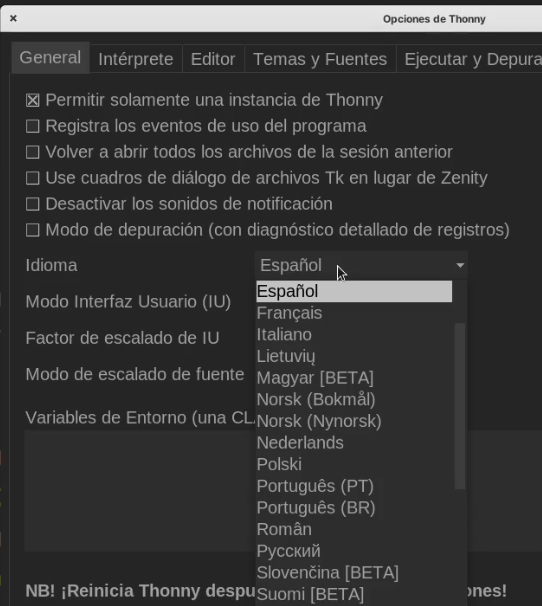 ×
Opciones de Thonny
General Intérprete Editor Temas y Fuentes Ejecutar y Depura
Permitir solamente una instancia de Thonny
Registra los eventos de uso del programa
Volver a abrir todos los archivos de la sesión anterior
Use cuadros de diálogo de archivos Tk en lugar de Zenity
Desactivar los sonidos de notificación
Modo de depuración (con diagnóstico detallado de registros)
Idioma Español
Español
Modo Interfaz Usuario (IU) Français
Factor de escalado de IU Italiano
Lietuvių
Modo de escalado de fuente Magyar [BETA]
Norsk (Bokmål)
Variables de Entorno (una CL Norsk (Nynorsk)
Nederlands
Polski
Português (PT)
Português (BR)
Român
Русский
Slovenčina [BETA]
NB! ¡Reinicia Thonny despu Suomi [BETA] ones!